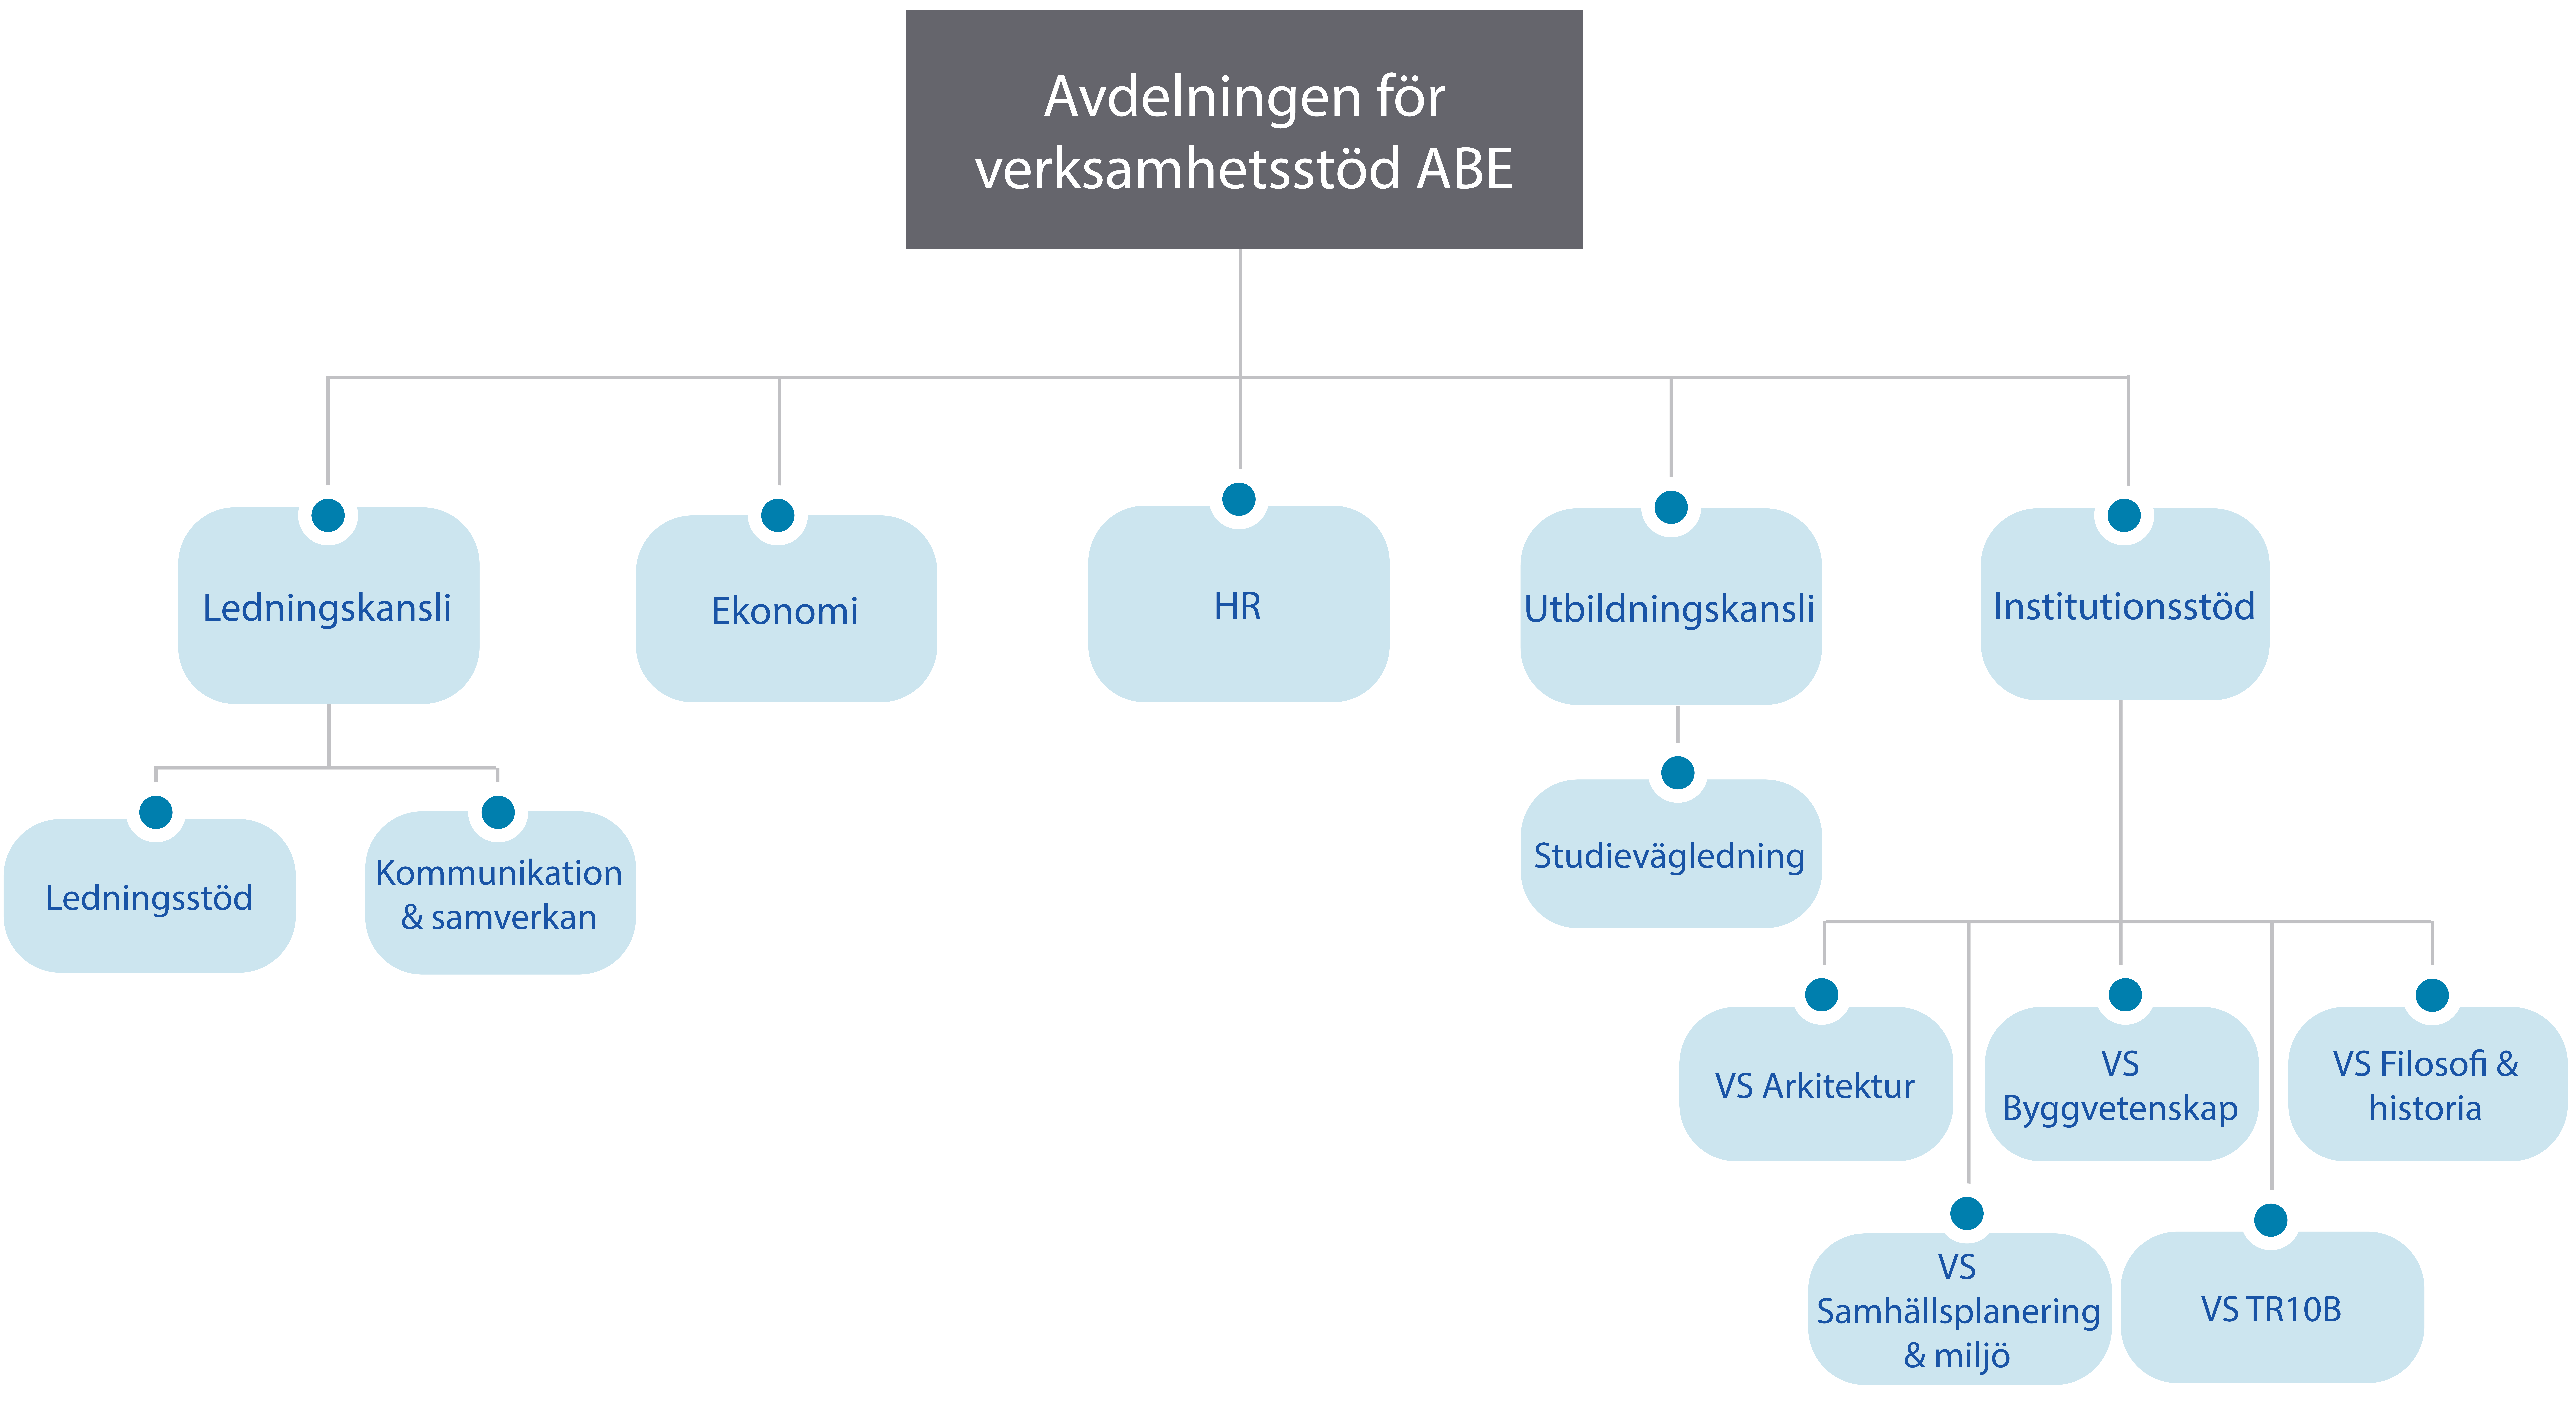 Avdelningen för
verksamhetsstöd ABE
Ledningskansli
Ekonomi
HR
Utbildningskansli
Institutionsstöd
Ledningsstöd
Kommunikation
& samverkan
Studievägledning
VS Arkitektur
VS
Byggvetenskap
VS Filosofi &
historia
VS
Samhällsplanering
& miljö
VS TR10B